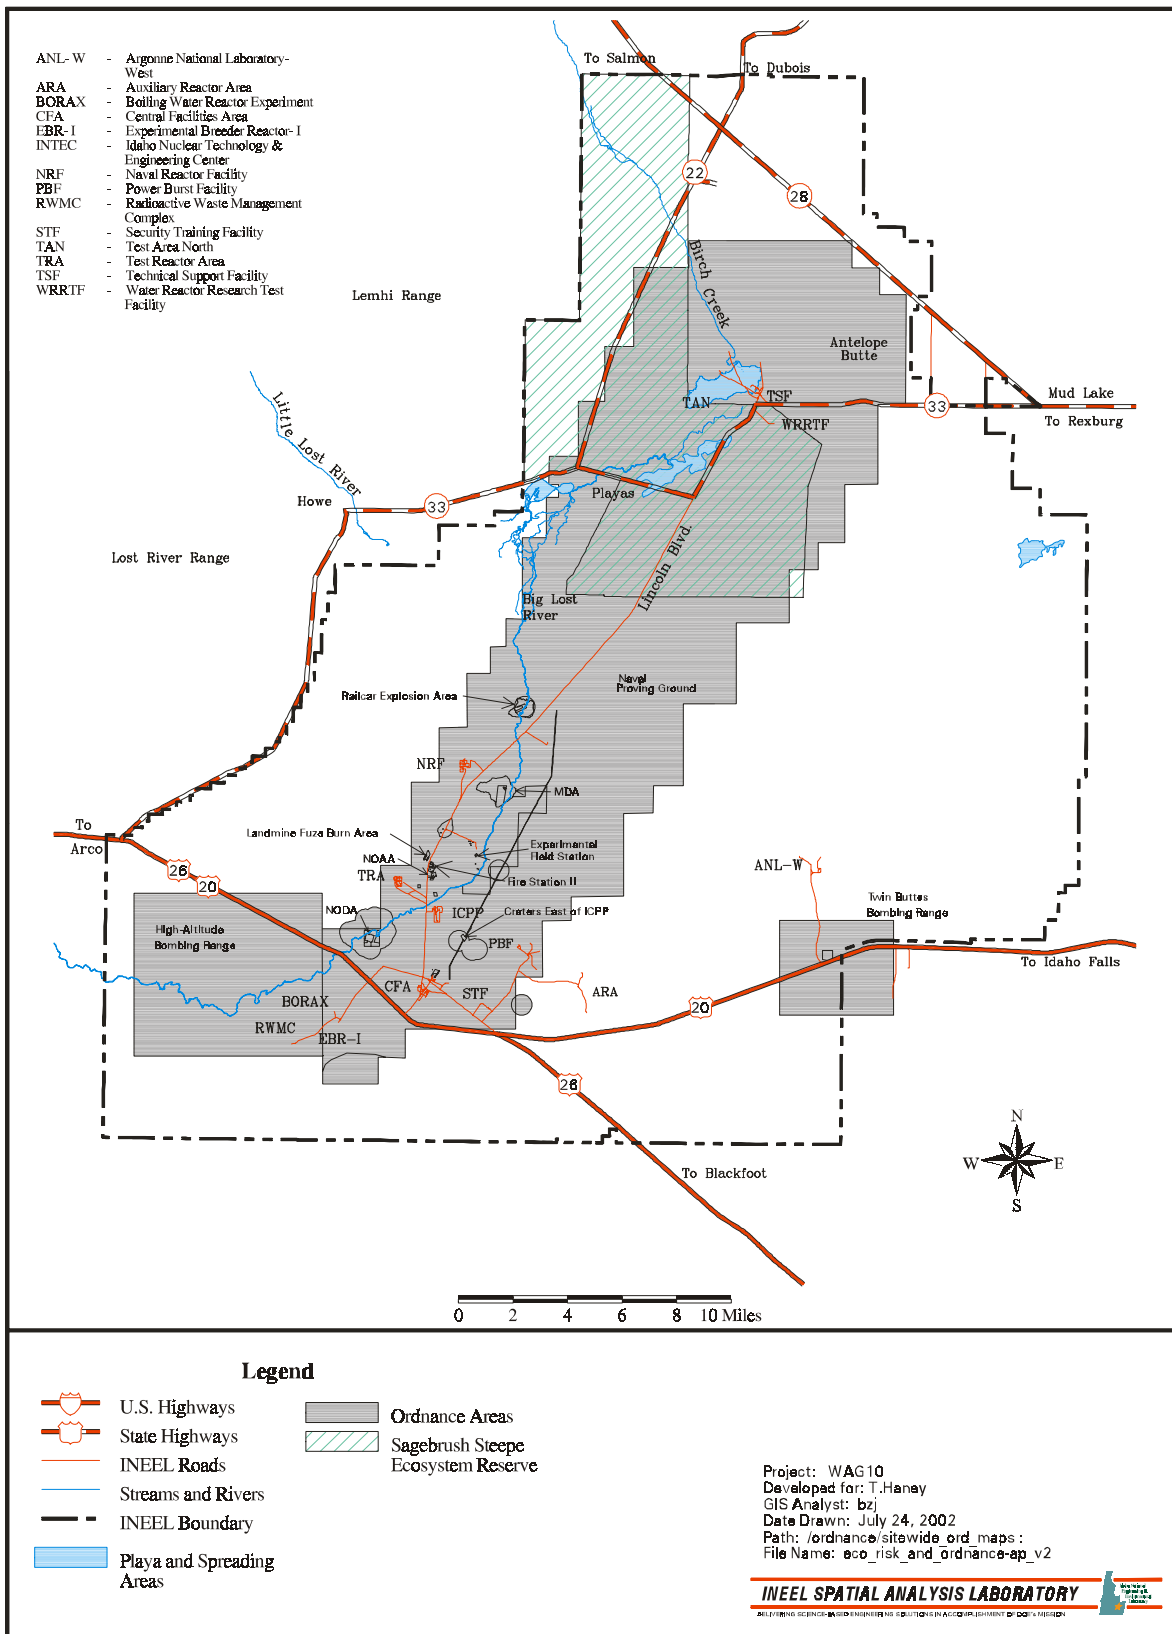 ANL-W - Argonne National Laboratory-
West
ARA - Auxiliary Reactor Area
BORAX - Boiling Water Reactor Experiment
CFA - Central Facilities Area
EBR-I - Experimental Breeder Reactor-I
INTEC - Idaho Nuclear Technology &
Engineering Center
NRF - Naval Reactor Facility
PBF - Power Burst Facility
RWMC - Radioactive Waste Management
Complex
STF - Security Training Facility
TAN - Test Area North
TRA - Test Reactor Area
TSF - Technical Support Facility
WRRTF - Water Reactor Research Test
Facility
To Salmon
To Dubois
22
28
Birch Creek
Lemhi Range
Antelope
Butte
Mud Lake
TAN
TSF
33
To Rexburg
WRRTF
Little Lost River
Howe
33
Playas
Lost River Range
Lincoln Blvd.
Big Lost
River
Naval
Proving Ground
Railcar Explosion Area
NRF
MDA
To
Arco
Landmine Fuze Burn Area
Experimental
Field Station
NOAA
TRA
Fire Station II
26
20
NODA
ICPP
Craters East of ICPP
PBF
High-Altitude
Bombing Range
ANL-W
Twin Buttes
Bombing Range
To Idaho Falls
CFA
STF
ARA
BORAX
RWMC
EBR-I
20
26
To Blackfoot
N
W E
S
0 2 4 6 8 10 Miles
Legend
U.S. Highways
State Highways
INEEL Roads
Streams and Rivers
INEEL Boundary
Playa and Spreading
Areas
Ordnance Areas
Sagebrush Steepe
Ecosystem Reserve
Project: WAG10
Developed for: T.Haney
GIS Analyst: bzj
Date Drawn: July 24, 2002
Path: /ordnance/sitewide_ord_maps :
File Name: eco_risk_and_ordnance-ap_v2
INEEL SPATIAL ANALYSIS LABORATORY
DELIVERING SCIENCE-BASED ENGINEERING SOLUTIONS IN ACCOMPLISHMENT OF DOE's MISSION